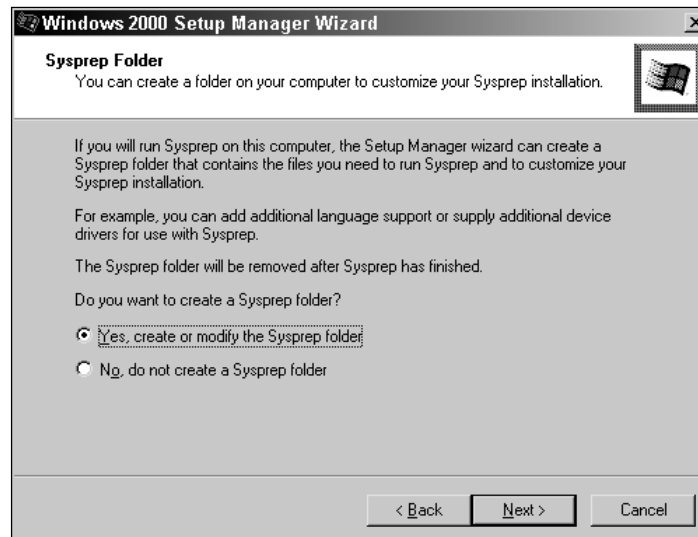 Windows 2000 Setup Manager Wizard
Sysprep Folder
You can create a folder on your computer to customize your Sysprep installation.
If you will run Sysprep on this computer, the Setup Manager wizard can create a
Sysprep folder that contains the files you need to run Sysprep and to customize your
Sysprep installation.
For example, you can add additional language support or supply additional device
drivers for use with Sysprep.
The Sysprep folder will be removed after Sysprep has finished.
Do you want to create a Sysprep folder?
Yes, create or modify the Sysprep folder
No, do not create a Sysprep folder
< Back
Next >
Cancel